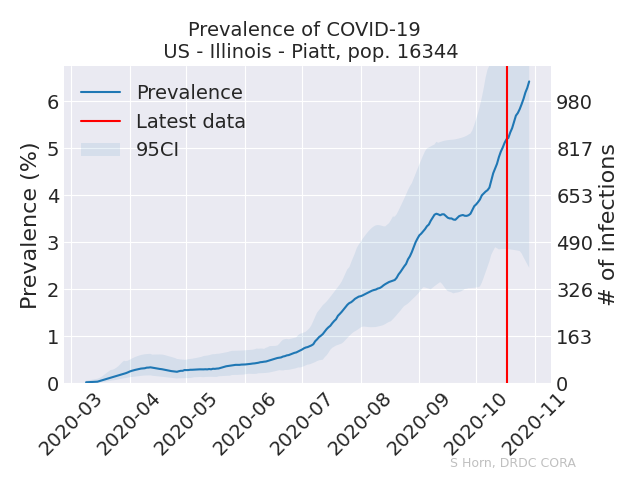 Prevalence of COVID-19
US - Illinois - Piatt, pop. 16344
Prevalence
Latest data
95CI
Prevalence (%)
6
5
4
3
2
1
0
980
817
653
490
326
163
0
# of infections
2020-03
2020-04
2020-05
2020-06
2020-07
2020-08
2020-09
2020-10
2020-11
S Horn, DRDC CORA